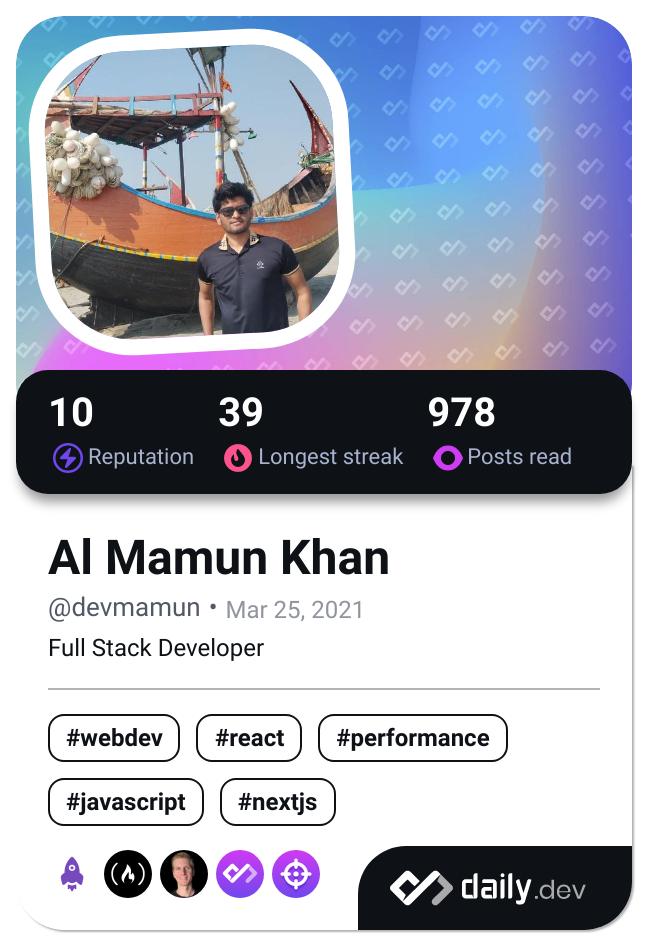 10 39 978
Reputation Longest streak Posts read
Al Mamun Khan
@devmamun • Mar 25, 2021
Full Stack Developer
#webdev #react #performance
#javascript #nextjs
daily.dev